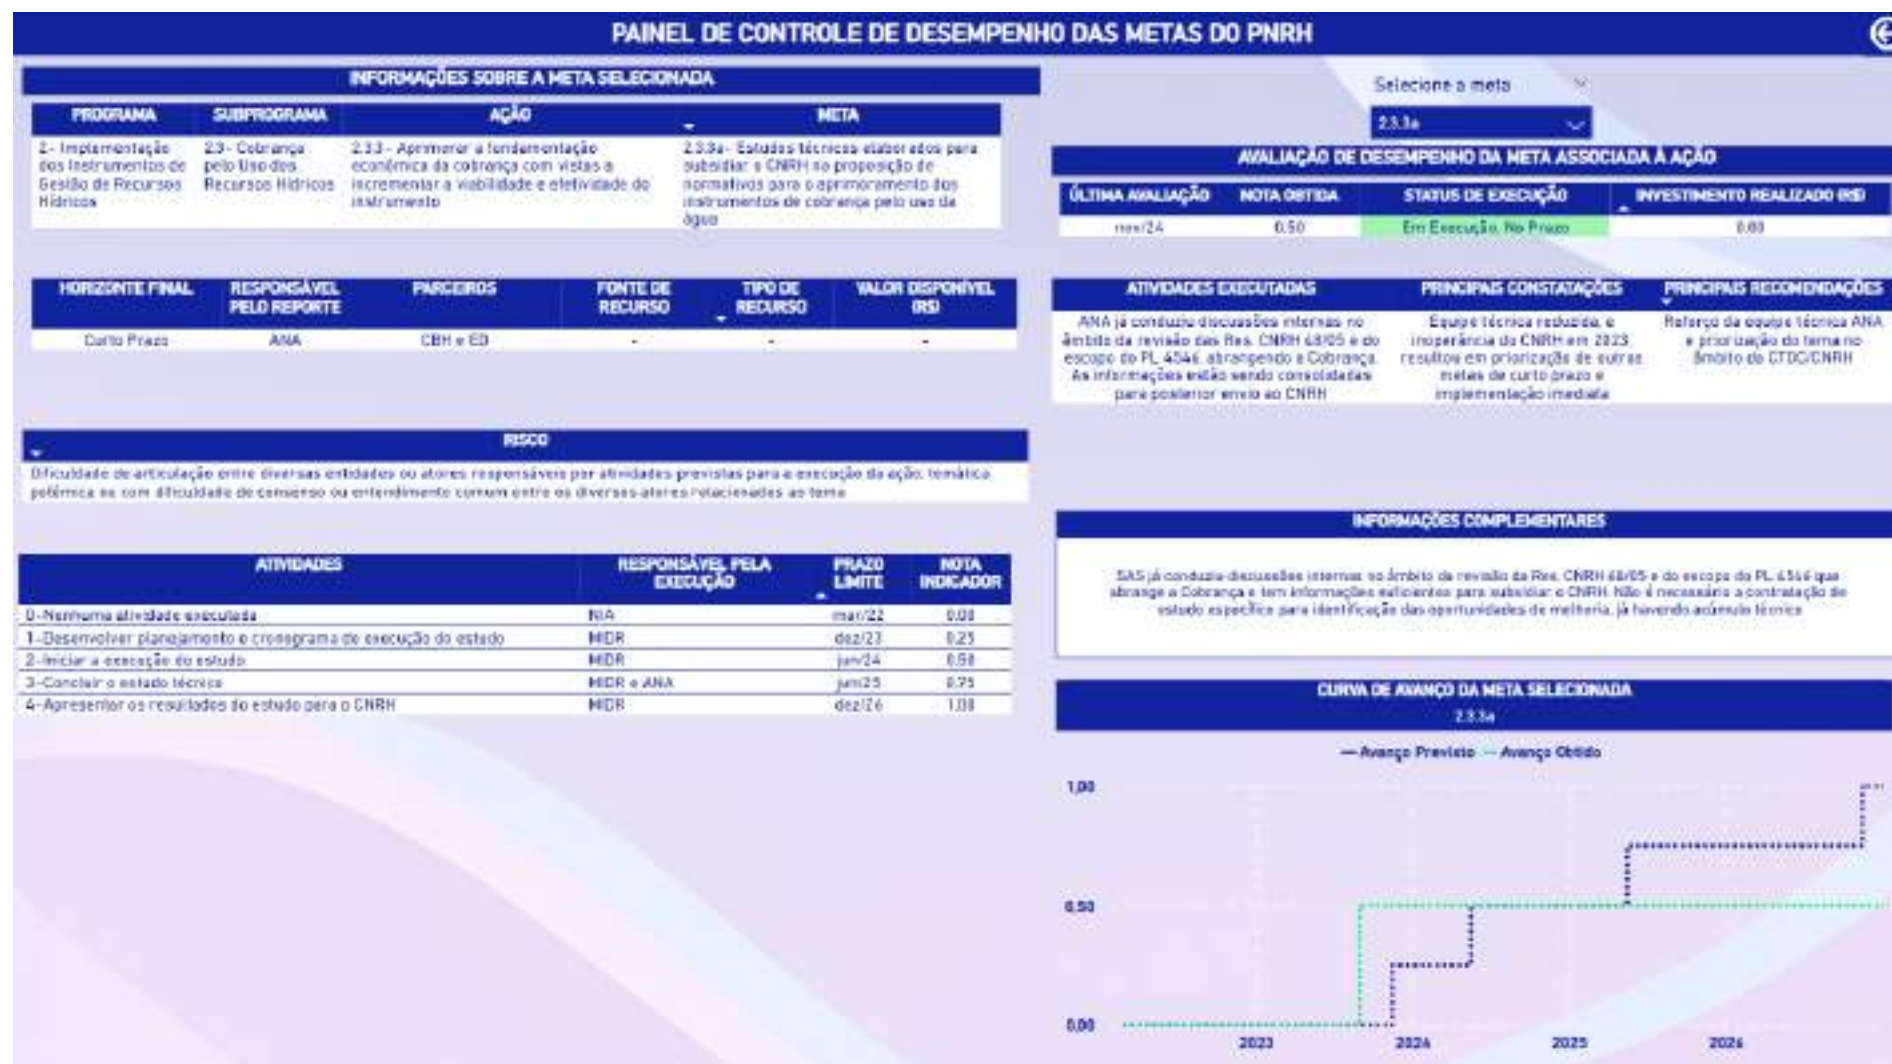 PAINEL DE CONTROLE DE DESEMPENHO DAS METAS DO PNRH
INFORMAÇÕES SOBRE A META SELECIONADA
PROGRAMA SUBPROGRAMA AÇÃO META
2- Implementação dos Instrumentos de Gestão de Recursos Hídricos
2.3- Cobrança pelo Uso dos Recursos Hídricos
2.3.3- Aprimorar a fundamentação econômica da cobrança com vistas a incrementar a viabilidade e efetividade do instrumento
2.3.3a- Estudos técnicos elaborados para subsidiar o CNRH na proposição de normativos para o aprimoramento dos instrumentos de cobrança pelo uso da água
HORIZONTE FINAL RESPONSÁVEL PELO REPORTE PARCEIROS FONTE DE RECURSO TIPO DE RECURSO VALOR DISPONÍVEL (R$)
Curto Prazo ANA CBH e ED - - -
RISCO
Dificuldade de articulação entre diversas entidades ou atores responsáveis por atividades previstas para a execução da ação, temática
polêmica ou com dificuldade de consenso ou entendimento comum entre os diversos atores relacionados ao tema
ATIVIDADES RESPONSÁVEL PELA EXECUÇÃO PRAZO LIMITE NOTA INDICADOR
0-Nenhuma atividade executada N/A mar/22 0.00
1-Desenvolver planejamento e cronograma de execução do estudo MIDR dez/23 0.25
2-Iniciar a execução do estudo MIDR jun/24 0.50
3-Concluir o estudo técnico MIDR e ANA jun/25 0.75
4-Apresentar os resultados do estudo para o CNRH MIDR dez/26 1.00
Selecione a meta
2.3.3a
AVALIAÇÃO DE DESEMPENHO DA META ASSOCIADA À AÇÃO
ÚLTIMA AVALIAÇÃO NOTA OBTIDA STATUS DE EXECUÇÃO INVESTIMENTO REALIZADO (R$)
nov/24 0.50 Em Execução, No Prazo 0.00
ATIVIDADES EXECUTADAS PRINCIPAIS CONSTATAÇÕES PRINCIPAIS RECOMENDAÇÕES
ANA já conduziu discussões internas no âmbito da revisão das Res. CNRH 48/05 e do escopo do PL 4546, abrangendo a Cobrança. As informações estão sendo consolidadas para posterior envio ao CNRH
Equipe técnica reduzida, e inoperância do CNRH em 2023 resultou em priorização de outras metas de curto prazo e implementação imediata
Reforço da equipe técnica ANA e priorização do tema no âmbito do CTOC/CNRH
INFORMAÇÕES COMPLEMENTARES
SAS já conduziu discussões internas no âmbito da revisão da Res. CNRH 48/05 e do escopo do PL 4546 que
abrange a Cobrança e tem informações suficientes para subsidiar o CNRH. Não é necessário a contratação de
estudo específico para identificação das oportunidades de melhoria, já havendo acúmulo técnico
CURVA DE AVANÇO DA META SELECIONADA
2.3.3a
Avanço Previsto Avanço Obtido
1,00
0,50
0,00
2023 2024 2025 2026